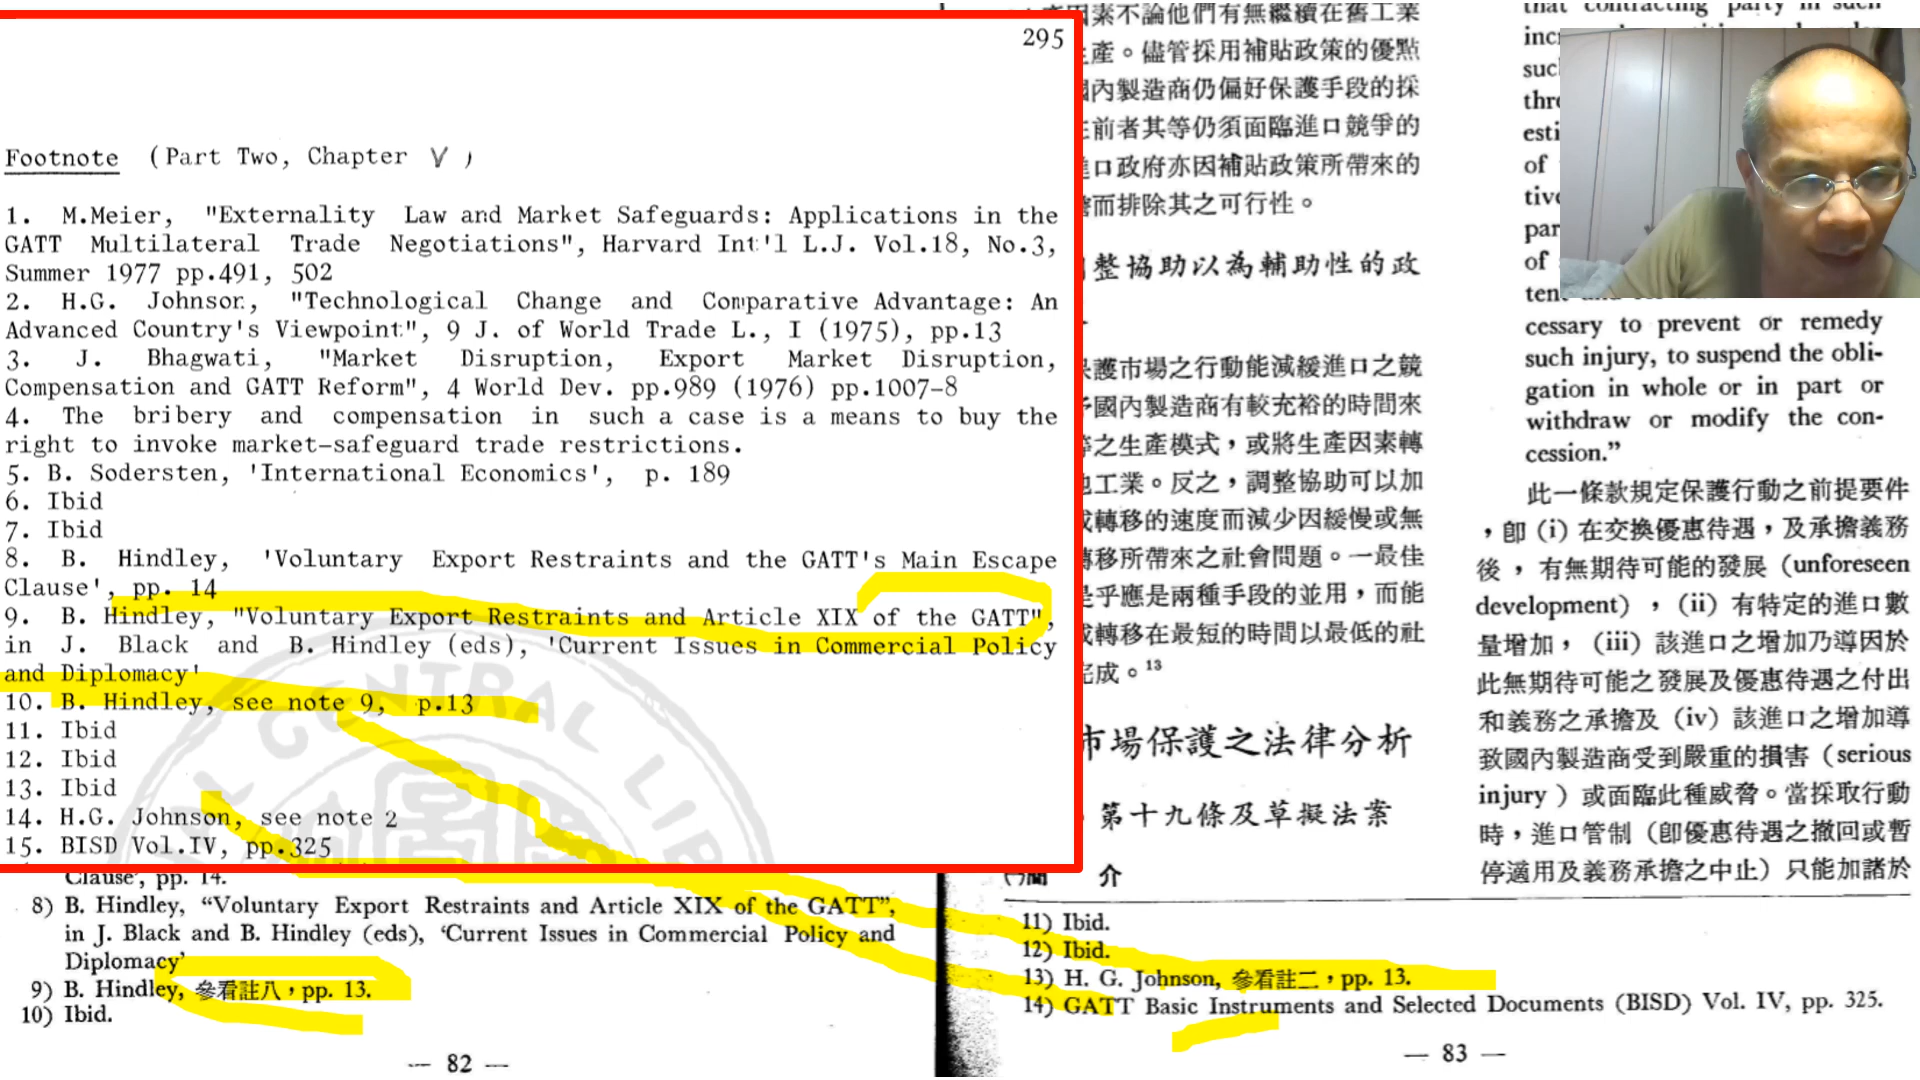 295
Footnote (Part Two, Chapter V )
1. M.Meier, "Externality Law and Market Safeguards: Applications in the
GATT Multilateral Trade Negotiations", Harvard Int'l L.J. Vol.18, No.3,
Summer 1977 pp.491, 502
2. H.G. Johnson, "Technological Change and Comparative Advantage: An
Advanced Country's Viewpoint", 9 J. of World Trade L., I (1975), pp.13
3. J. Bhagwati, "Market Disruption, Export Market Disruption,
Compensation and GATT Reform", 4 World Dev. pp.989 (1976) pp.1007-8
4. The bribery and compensation in such a case is a means to buy the
right to invoke market-safeguard trade restrictions.
5. B. Sodersten, 'International Economics', p. 189
6. Ibid
7. Ibid
8. B. Hindley, 'Voluntary Export Restraints and the GATT's Main Escape
Clause', pp. 14
9. B. Hindley, "Voluntary Export Restraints and Article XIX of the GATT",
in J. Black and B. Hindley (eds), 'Current Issues in Commercial Policy
and Diplomacy'
10. B. Hindley, see note 9, p.13
11. Ibid
12. Ibid
13. Ibid
14. H.G. Johnson, see note 2
15. BISD Vol.IV, pp.325
Clause', pp. 14.
8) B. Hindley, “Voluntary Export Restraints and Article XIX of the GATT”,
in J. Black and B. Hindley (eds), ‘Current Issues in Commercial Policy and
Diplomacy’
9) B. Hindley, 參看註八，pp. 13.
10) Ibid.
— 82 —
因素不論他們有無繼續在舊工業
產。儘管採用補貼政策的優點
內製造商仍偏好保護手段的採
前者其等仍須面臨進口競爭的
口政府亦因補貼政策所帶來的
而排除其之可行性。
整協助以為輔助性的政
護市場之行動能減緩進口之競
國內製造商有較充裕的時間來
之生產模式，或將生產因素轉
工業。反之，調整協助可以加
轉移的速度而減少因緩慢或無
移所帶來之社會問題。一最佳
乎應是兩種手段的並用，而能
轉移在最短的時間以最低的社
成。13
市場保護之法律分析
第十九條及草擬法案
簡 介
11) Ibid.
12) Ibid.
13) H. G. Johnson, 參看註二，pp. 13.
14) GATT Basic Instruments and Selected Documents (BISD) Vol. IV, pp. 325.
— 83 —
that contracting party in such
of
of
cessary to prevent or remedy
such injury, to suspend the obli-
gation in whole or in part or
withdraw or modify the con-
cession.”
此一條款規定保護行動之前提要件
，卽 (i) 在交換優惠待遇，及承擔義務
後，有無期待可能的發展 (unforeseen
development)，(ii) 有特定的進口數
量增加，(iii) 該進口之增加乃導因於
此無期待可能之發展及優惠待遇之付出
和義務之承擔及 (iv) 該進口之增加導
致國內製造商受到嚴重的損害 (serious
injury) 或面臨此種威脅。當採取行動
時，進口管制 (卽優惠待遇之撤回或暫
停適用及義務承擔之中止) 只能加諸於